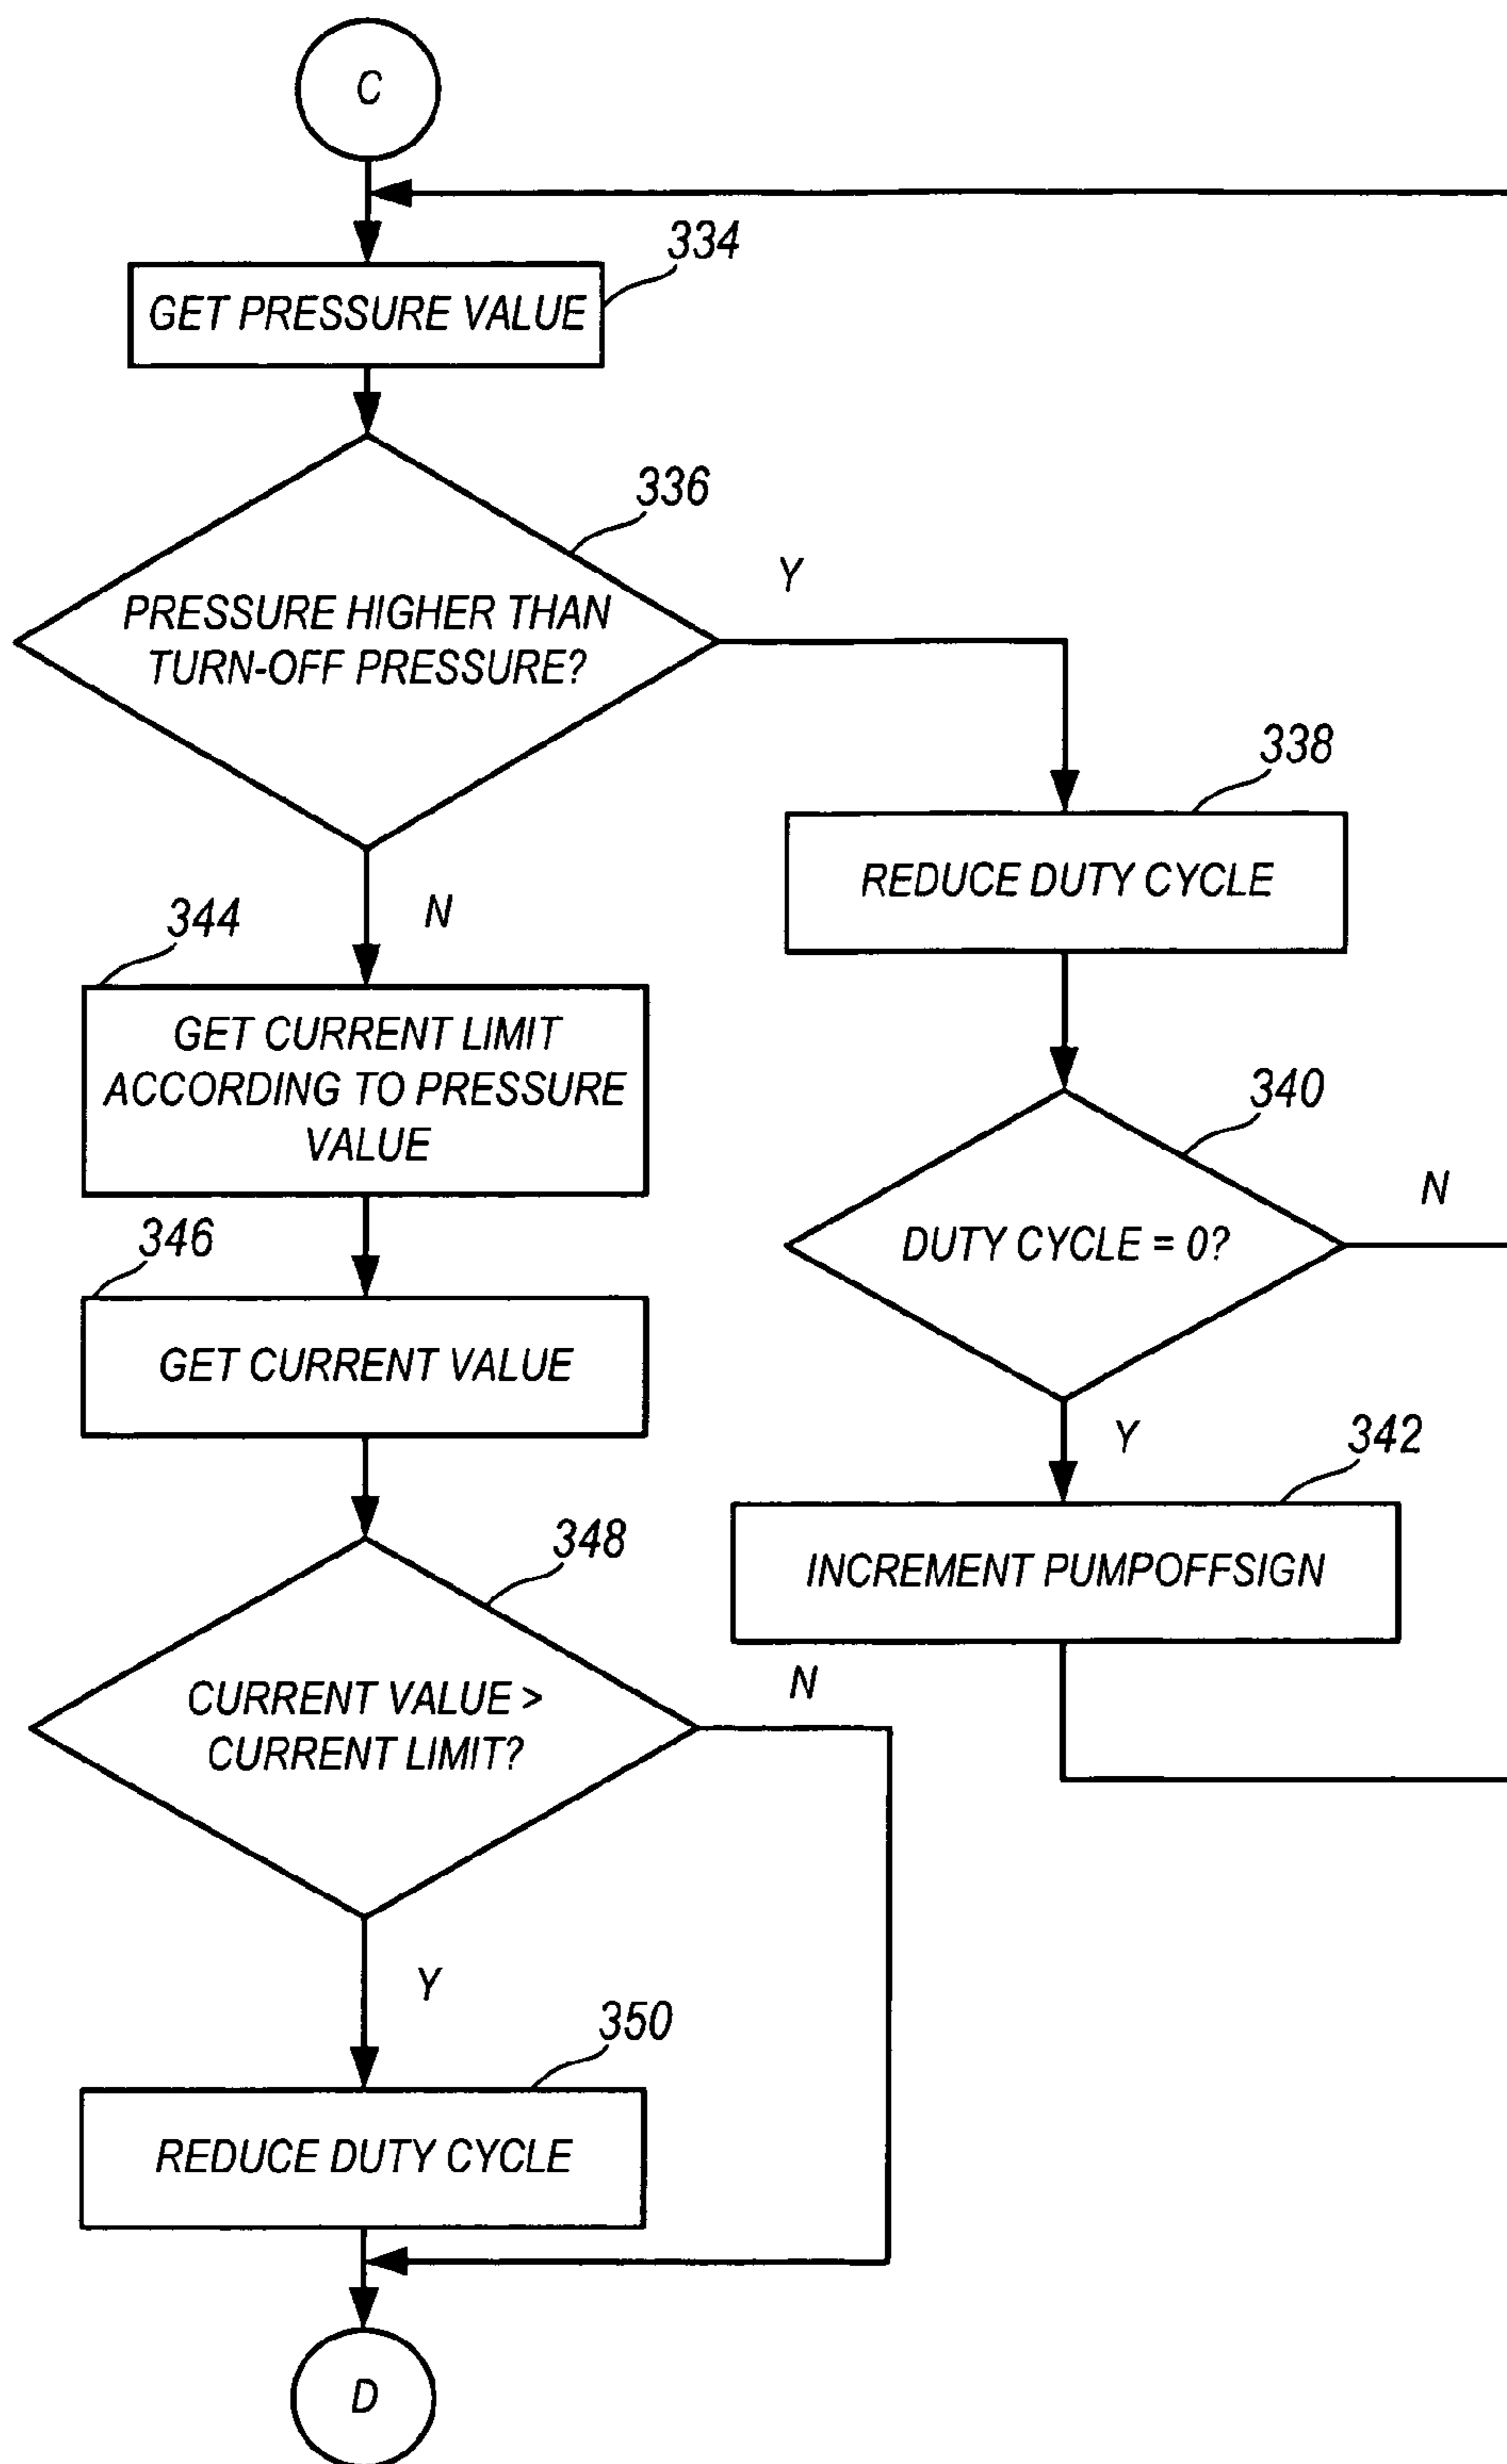 C
334
GET PRESSURE VALUE
336
PRESSURE HIGHER THAN
TURN-OFF PRESSURE?
Y
338
REDUCE DUTY CYCLE
N
344
GET CURRENT LIMIT
ACCORDING TO PRESSURE
VALUE
340
DUTY CYCLE = 0?
N
346
GET CURRENT VALUE
Y
342
INCREMENT PUMPOFFSIGN
348
CURRENT VALUE >
CURRENT LIMIT?
N
Y
350
REDUCE DUTY CYCLE
D